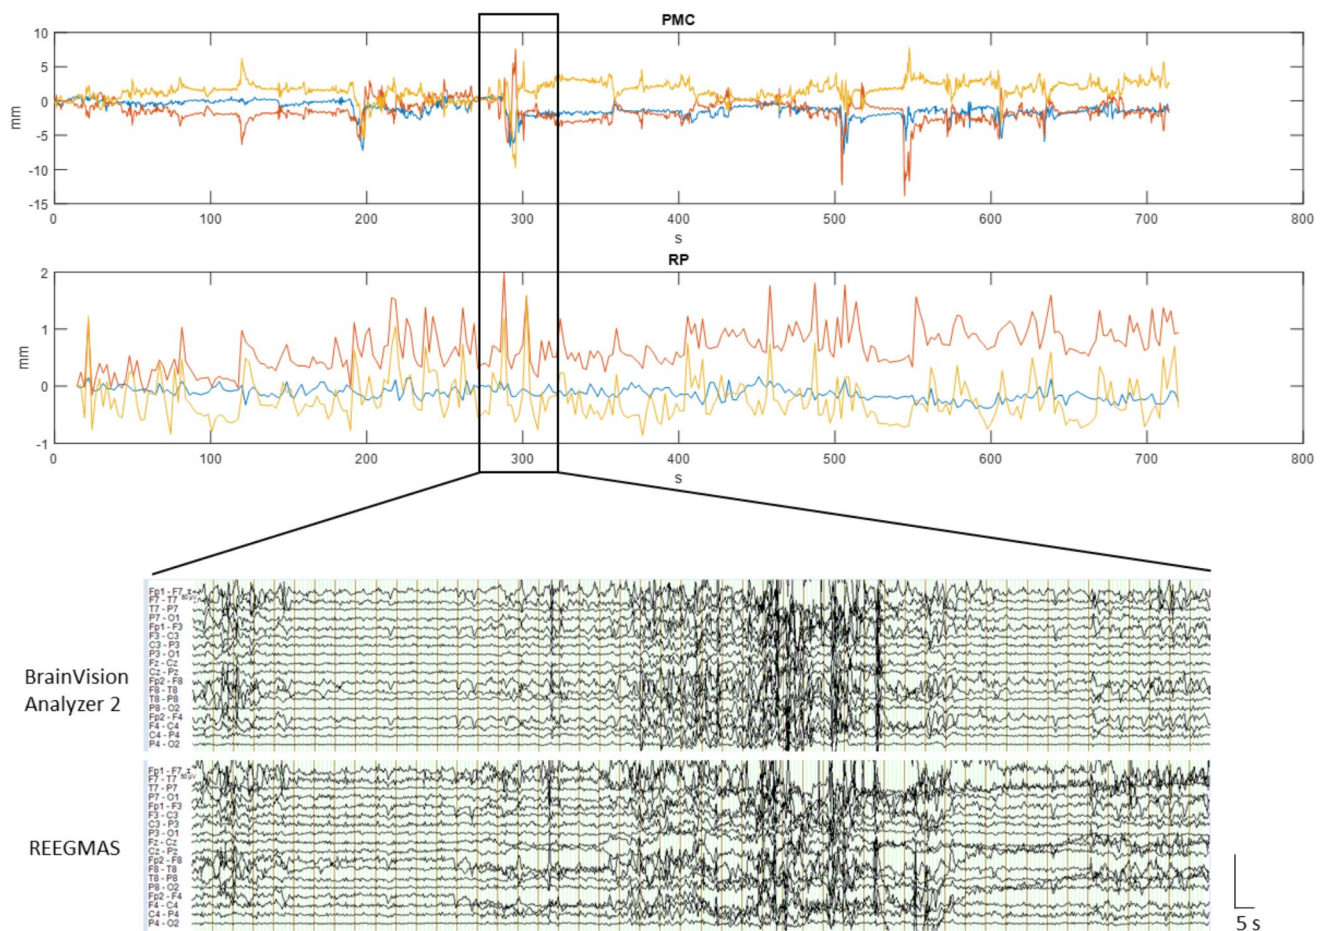 PMC
10
5
0
-5
-10
-15
mm
0 100 200 300 400 500 600 700 800
s
RP
2
1
0
-1
mm
0 100 200 300 400 500 600 700 800
s
BrainVision
Analyzer 2
Fp1 - F7
F7 - T7 50 µV
T7 - P7
P7 - O1
Fp1 - F3
F3 - C3
C3 - P3
P3 - O1
Fz - Cz
Cz - Pz
Fp2 - F8
F8 - T8
T8 - P8
P8 - O2
Fp2 - F4
F4 - C4
C4 - P4
P4 - O2
REEGMAS
Fp1 - F7
F7 - T7 50 µV
T7 - P7
P7 - O1
Fp1 - F3
F3 - C3
C3 - P3
P3 - O1
Fz - Cz
Cz - Pz
Fp2 - F8
F8 - T8
T8 - P8
P8 - O2
Fp2 - F4
F4 - C4
C4 - P4
P4 - O2
5 s